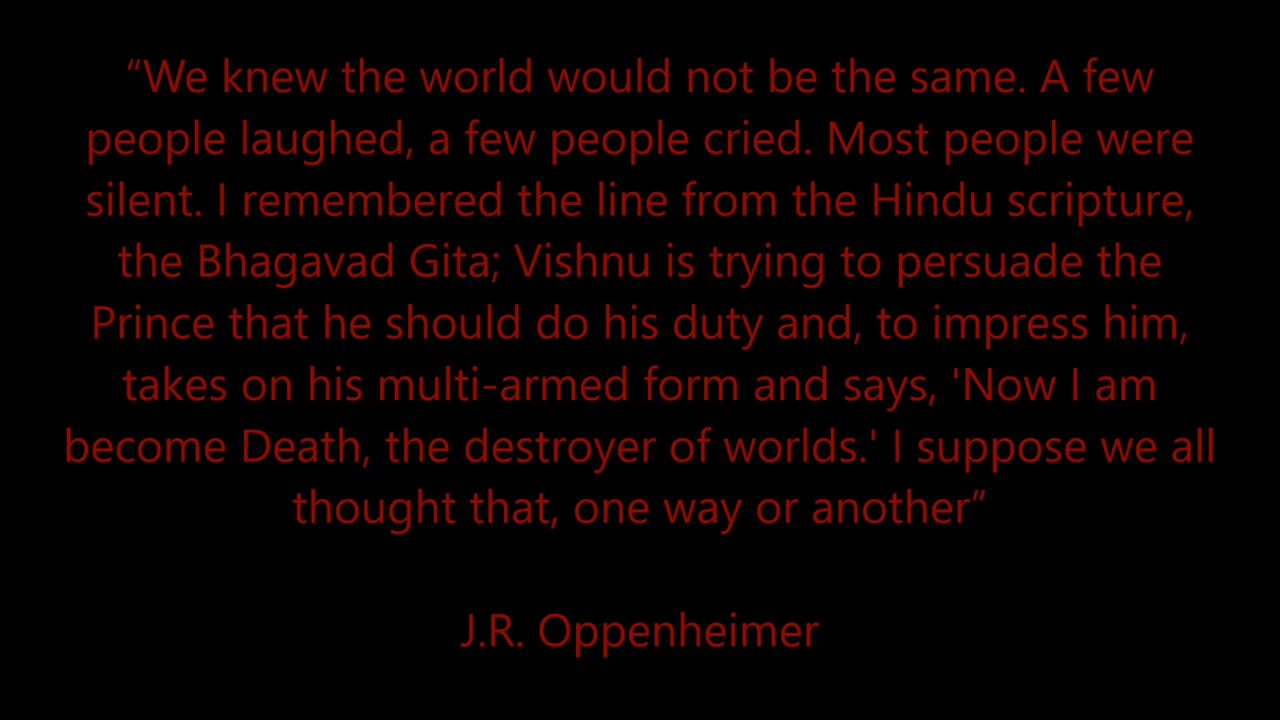 “We knew the world would not be the same. A few
people laughed, a few people cried. Most people were
silent. I remembered the line from the Hindu scripture,
the Bhagavad Gita; Vishnu is trying to persuade the
Prince that he should do his duty and, to impress him,
takes on his multi-armed form and says, 'Now I am
become Death, the destroyer of worlds.' I suppose we all
thought that, one way or another”
J.R. Oppenheimer